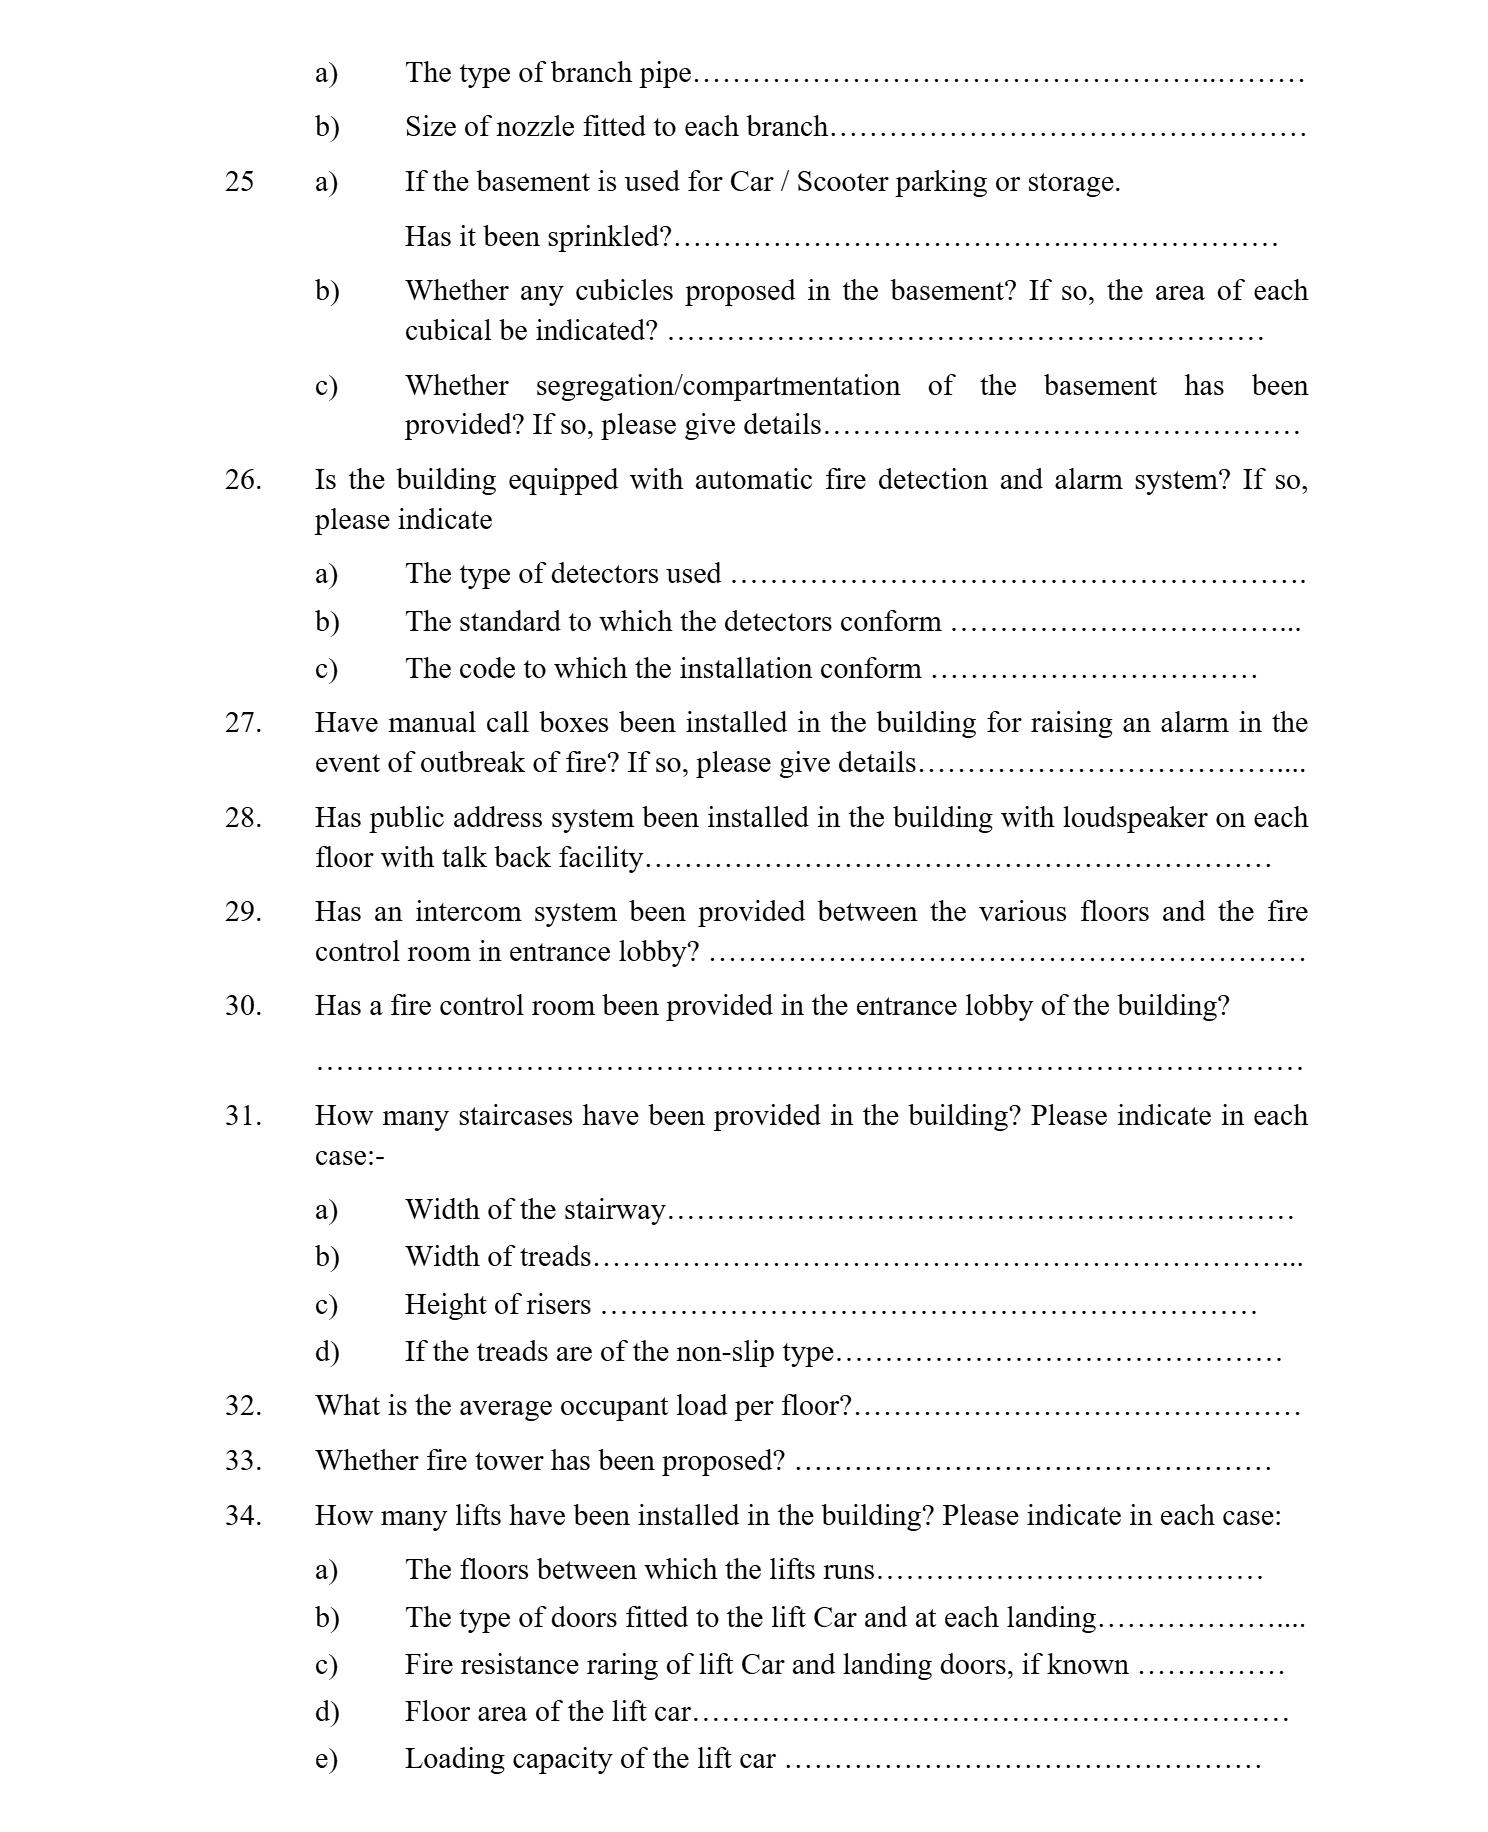 a) The type of branch pipe……………………………………………..………
b) Size of nozzle fitted to each branch…………………………………………
25 a) If the basement is used for Car / Scooter parking or storage.
Has it been sprinkled?………………………………….…………………
b) Whether any cubicles proposed in the basement? If so, the area of each
cubical be indicated? ……………………………………………………
c) Whether segregation/compartmentation of the basement has been
provided? If so, please give details…………………………………………
26. Is the building equipped with automatic fire detection and alarm system? If so,
please indicate
a) The type of detectors used ………………………………………………….
b) The standard to which the detectors conform ……………………………...
c) The code to which the installation conform ……………………………
27. Have manual call boxes been installed in the building for raising an alarm in the
event of outbreak of fire? If so, please give details………………………………....
28. Has public address system been installed in the building with loudspeaker on each
floor with talk back facility………………………………………………………
29. Has an intercom system been provided between the various floors and the fire
control room in entrance lobby? ……………………………………………………
30. Has a fire control room been provided in the entrance lobby of the building?
………………………………………………………………………………………
31. How many staircases have been provided in the building? Please indicate in each
case:-
a) Width of the stairway………………………………………………………
b) Width of treads……………………………………………………………...
c) Height of risers …………………………………………………………
d) If the treads are of the non-slip type………………………………………
32. What is the average occupant load per floor?………………………………………
33. Whether fire tower has been proposed? …………………………………………
34. How many lifts have been installed in the building? Please indicate in each case:
a) The floors between which the lifts runs…………………………………
b) The type of doors fitted to the lift Car and at each landing………………....
c) Fire resistance raring of lift Car and landing doors, if known ……………
d) Floor area of the lift car……………………………………………………
e) Loading capacity of the lift car …………………………………………